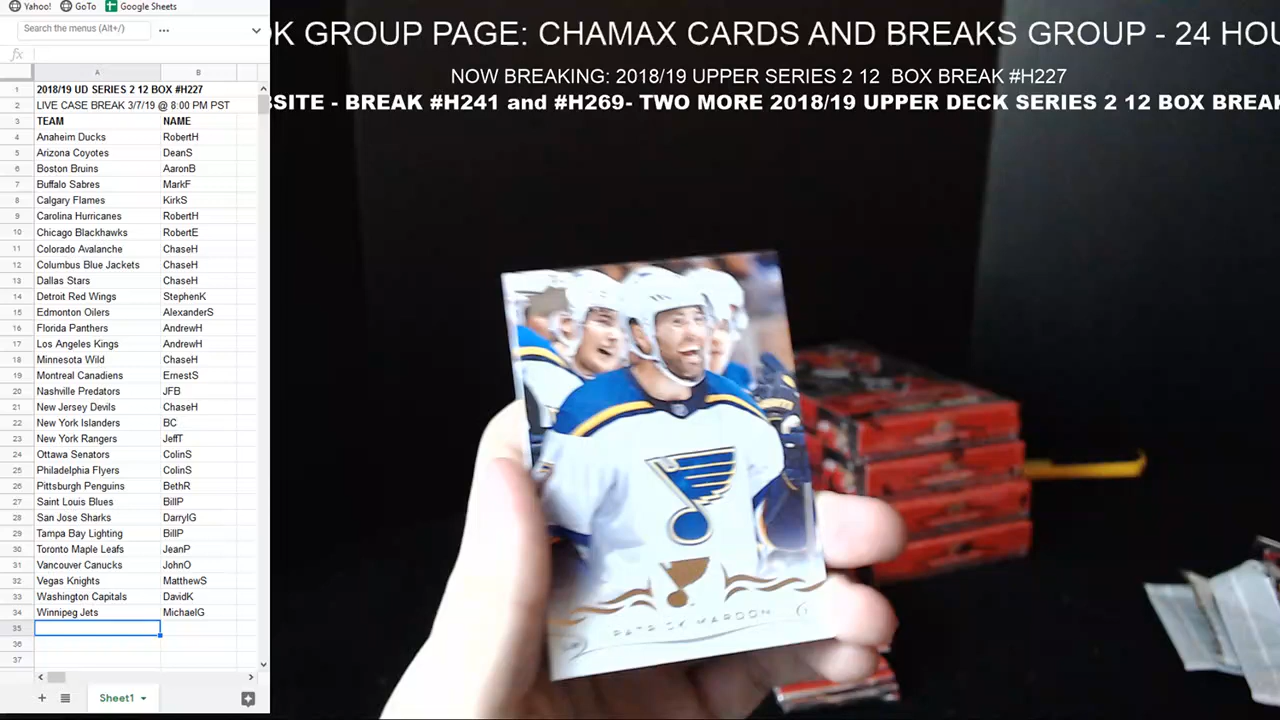 Yahoo! GoTo Google Sheets
Search the menus (Alt+/)
fx
A B
1 2018/19 UD SERIES 2 12 BOX #H227
2 LIVE CASE BREAK 3/7/19 @ 8:00 PM PST
3 TEAM NAME
4 Anaheim Ducks RobertH
5 Arizona Coyotes DeanS
6 Boston Bruins AaronB
7 Buffalo Sabres MarkF
8 Calgary Flames KirkS
9 Carolina Hurricanes RobertH
10 Chicago Blackhawks RobertE
11 Colorado Avalanche ChaseH
12 Columbus Blue Jackets ChaseH
13 Dallas Stars ChaseH
14 Detroit Red Wings StephenK
15 Edmonton Oilers AlexanderS
16 Florida Panthers AndrewH
17 Los Angeles Kings AndrewH
18 Minnesota Wild ChaseH
19 Montreal Canadiens ErnestS
20 Nashville Predators JFB
21 New Jersey Devils ChaseH
22 New York Islanders BC
23 New York Rangers JeffT
24 Ottawa Senators ColinS
25 Philadelphia Flyers ColinS
26 Pittsburgh Penguins BethR
27 Saint Louis Blues BillP
28 San Jose Sharks DarrylG
29 Tampa Bay Lighting BillP
30 Toronto Maple Leafs JeanP
31 Vancouver Canucks JohnO
32 Vegas Knights MatthewS
33 Washington Capitals DavidK
34 Winnipeg Jets MichaelG
35
36
37
Sheet1
OK GROUP PAGE: CHAMAX CARDS AND BREAKS GROUP - 24 HOU
NOW BREAKING: 2018/19 UPPER SERIES 2 12 BOX BREAK #H227
SITE - BREAK #H241 and #H269- TWO MORE 2018/19 UPPER DECK SERIES 2 12 BOX BREAK
PATRICK MAROON